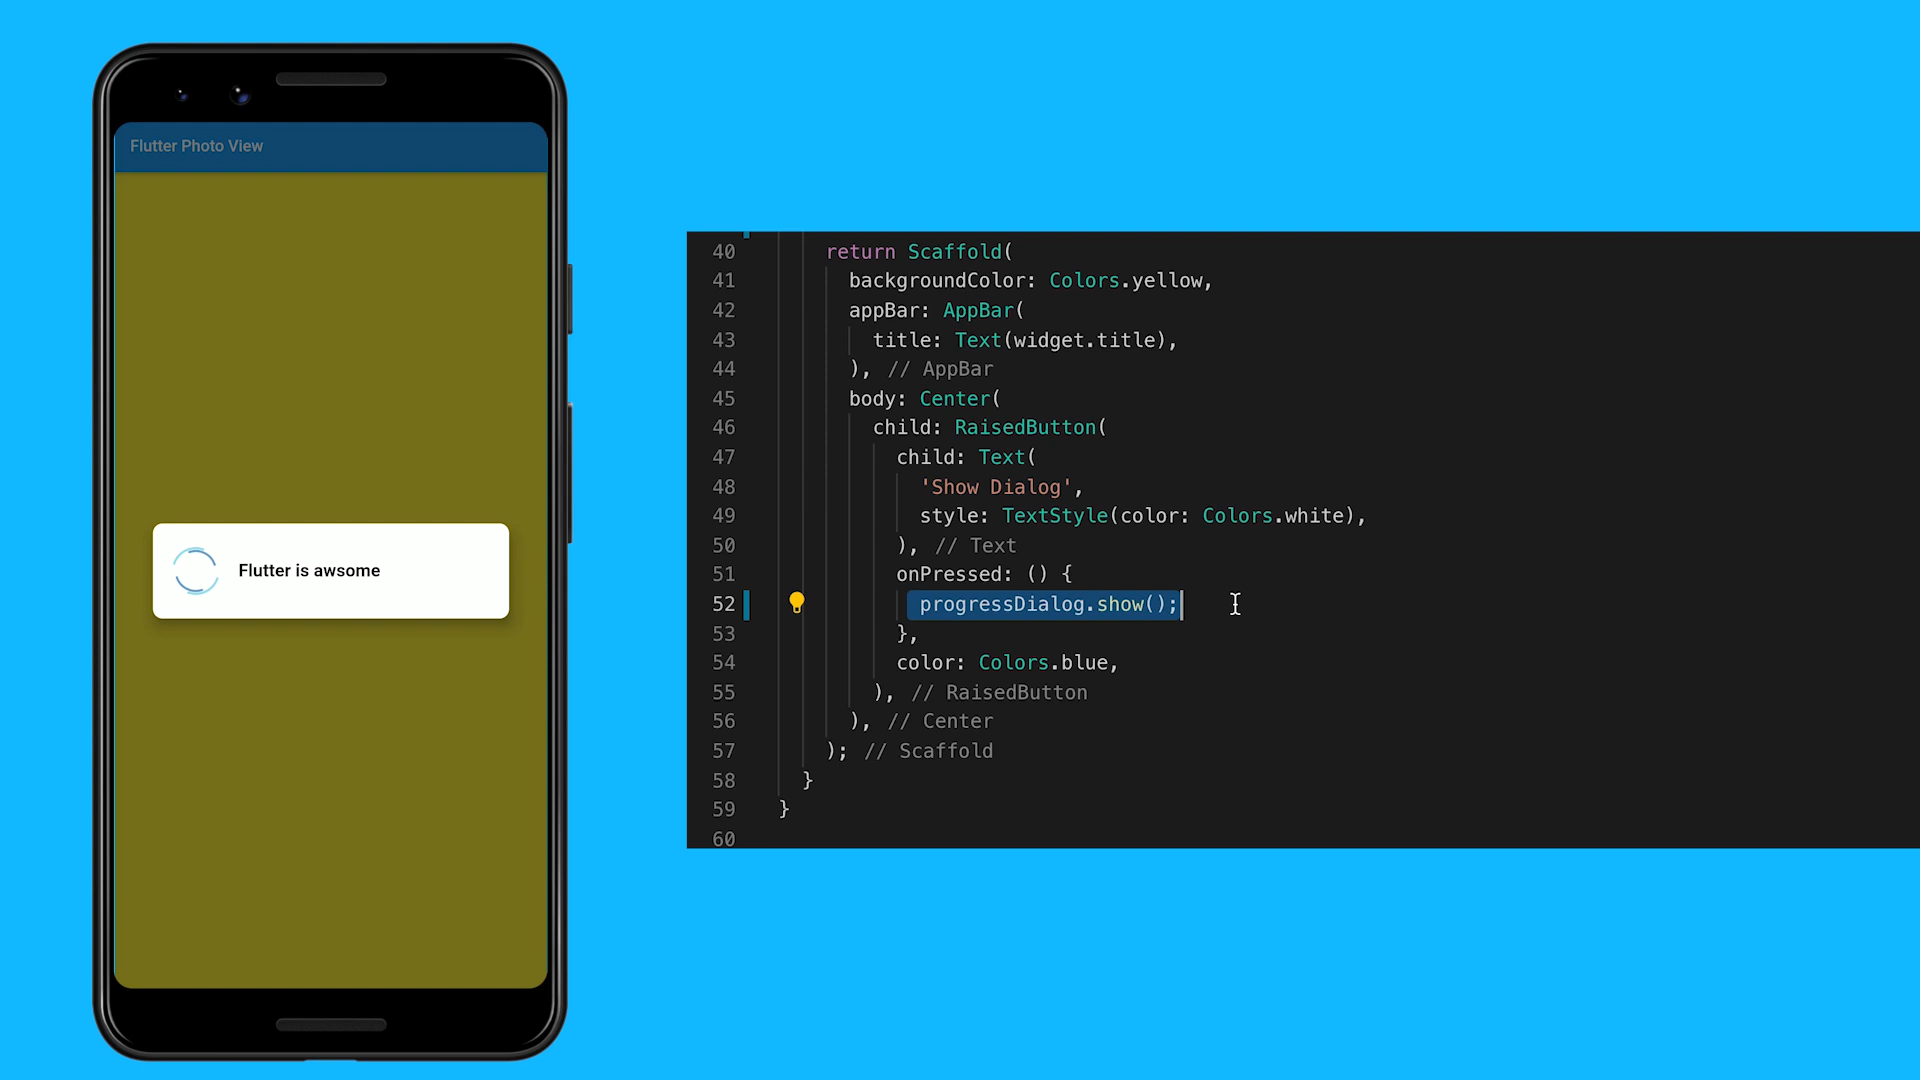 Flutter Photo View
Flutter is awsome
40 return Scaffold(
41 backgroundColor: Colors.yellow,
42 appBar: AppBar(
43 title: Text(widget.title),
44 ), // AppBar
45 body: Center(
46 child: RaisedButton(
47 child: Text(
48 'Show Dialog',
49 style: TextStyle(color: Colors.white),
50 ), // Text
51 onPressed: () {
52 progressDialog.show();
53 },
54 color: Colors.blue,
55 ), // RaisedButton
56 ), // Center
57 ); // Scaffold
58 }
59 }
60